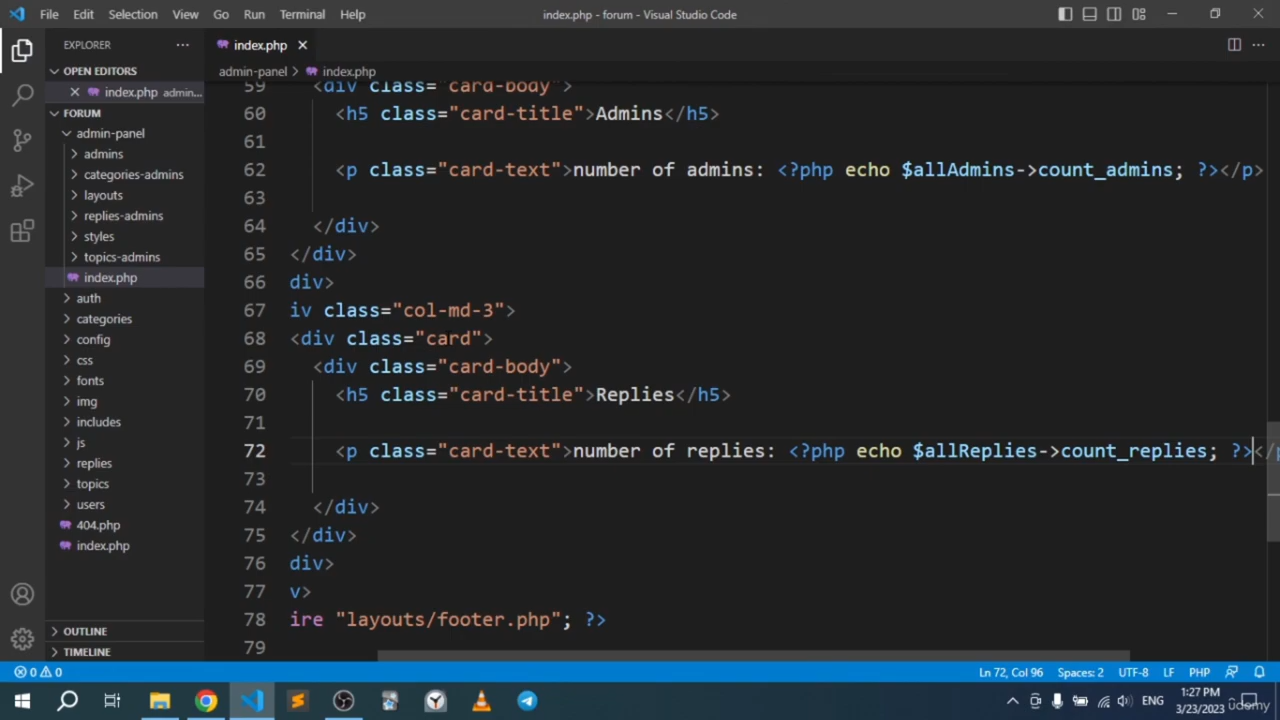 File Edit Selection View Go Run Terminal Help
index.php - forum - Visual Studio Code
EXPLORER
index.php
OPEN EDITORS
admin-panel > index.php
index.php admin...
FORUM
admin-panel
admins
categories-admins
layouts
replies-admins
styles
topics-admins
index.php
auth
categories
config
css
fonts
img
includes
js
replies
topics
users
404.php
index.php
OUTLINE
TIMELINE
59 <div class="card-body">
60 <h5 class="card-title">Admins</h5>
61
62 <p class="card-text">number of admins: <?php echo $allAdmins->count_admins; ?></p>
63
64 </div>
65 </div>
66 div>
67 iv class="col-md-3">
68 <div class="card">
69 <div class="card-body">
70 <h5 class="card-title">Replies</h5>
71
72 <p class="card-text">number of replies: <?php echo $allReplies->count_replies; ?></p
73
74 </div>
75 </div>
76 div>
77 v>
78 ire "layouts/footer.php"; ?>
79
0 0
Ln 72, Col 96 Spaces: 2 UTF-8 LF PHP
ENG
1:27 PM
3/23/2023
udemy